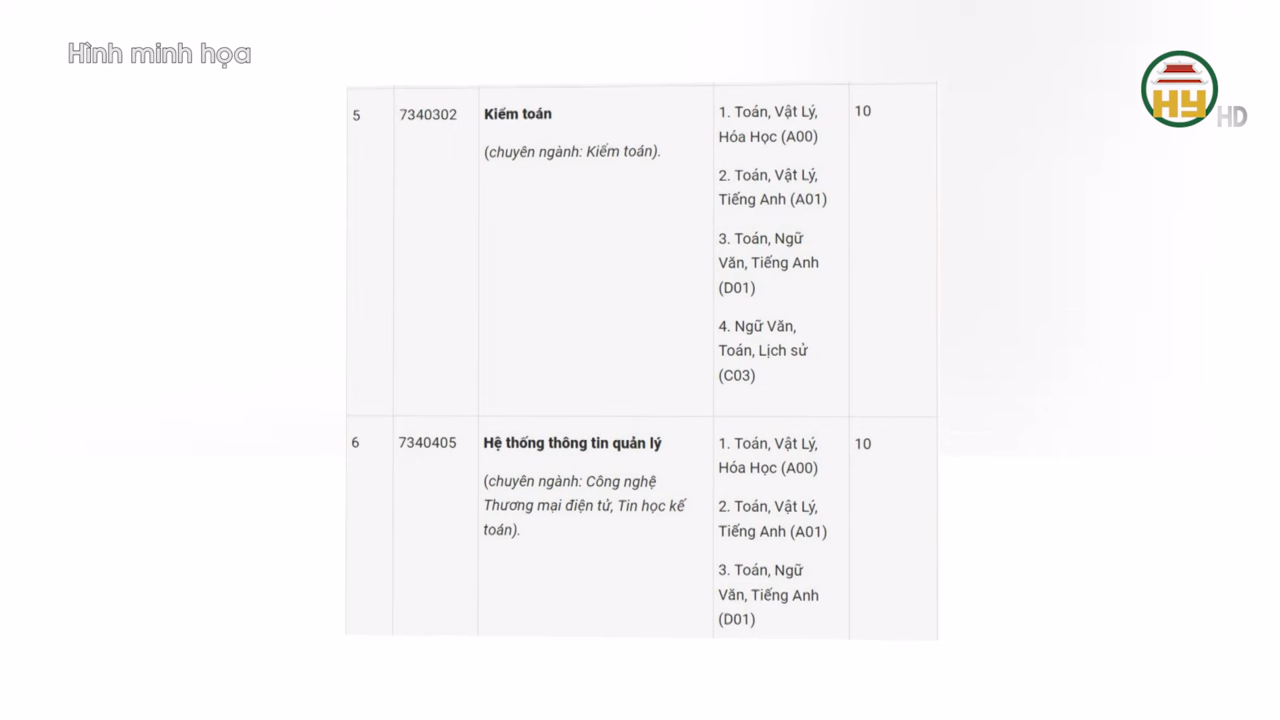 Hình minh họa
HY HD
5 7340302 Kiểm toán 1. Toán, Vật Lý, 10
Hóa Học (A00)
(chuyên ngành: Kiểm toán).
2. Toán, Vật Lý,
Tiếng Anh (A01)
3. Toán, Ngữ
Văn, Tiếng Anh
(D01)
4. Ngữ Văn,
Toán, Lịch sử
(C03)
6 7340405 Hệ thống thông tin quản lý 1. Toán, Vật Lý, 10
Hóa Học (A00)
(chuyên ngành: Công nghệ
Thương mại điện tử, Tin học kế
toán).
2. Toán, Vật Lý,
Tiếng Anh (A01)
3. Toán, Ngữ
Văn, Tiếng Anh
(D01)